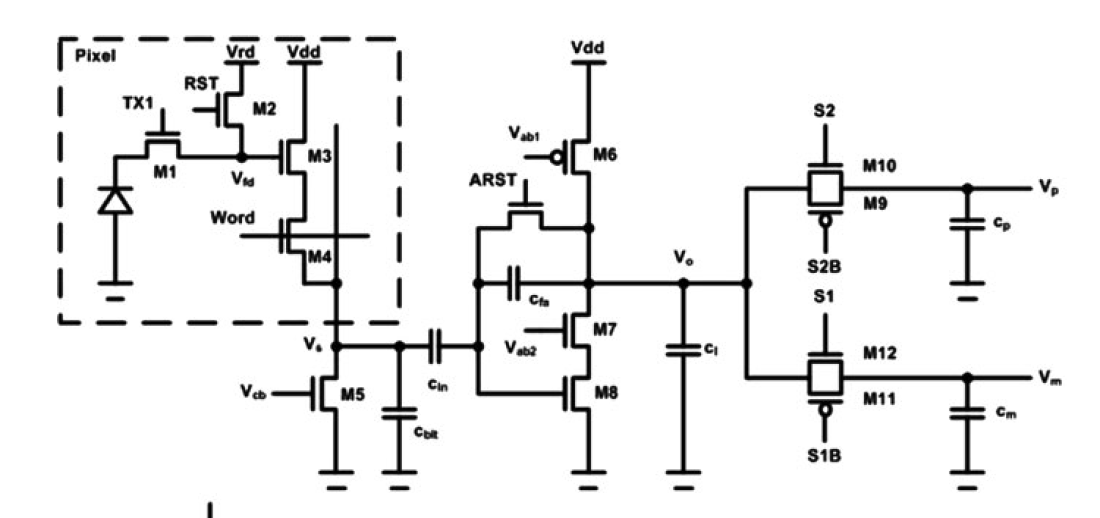 Pixel
Vrd Vdd
RST
M2
TX1
M1
Vfd
M3
Word
M4
Vs
Vcb
M5
cbit
cin
Vdd
Vab1
M6
ARST
cfa
Vo
Vab2
M7
M8
cl
S2
M10
M9
S2B
Vp
cp
S1
M12
M11
S1B
Vm
cm